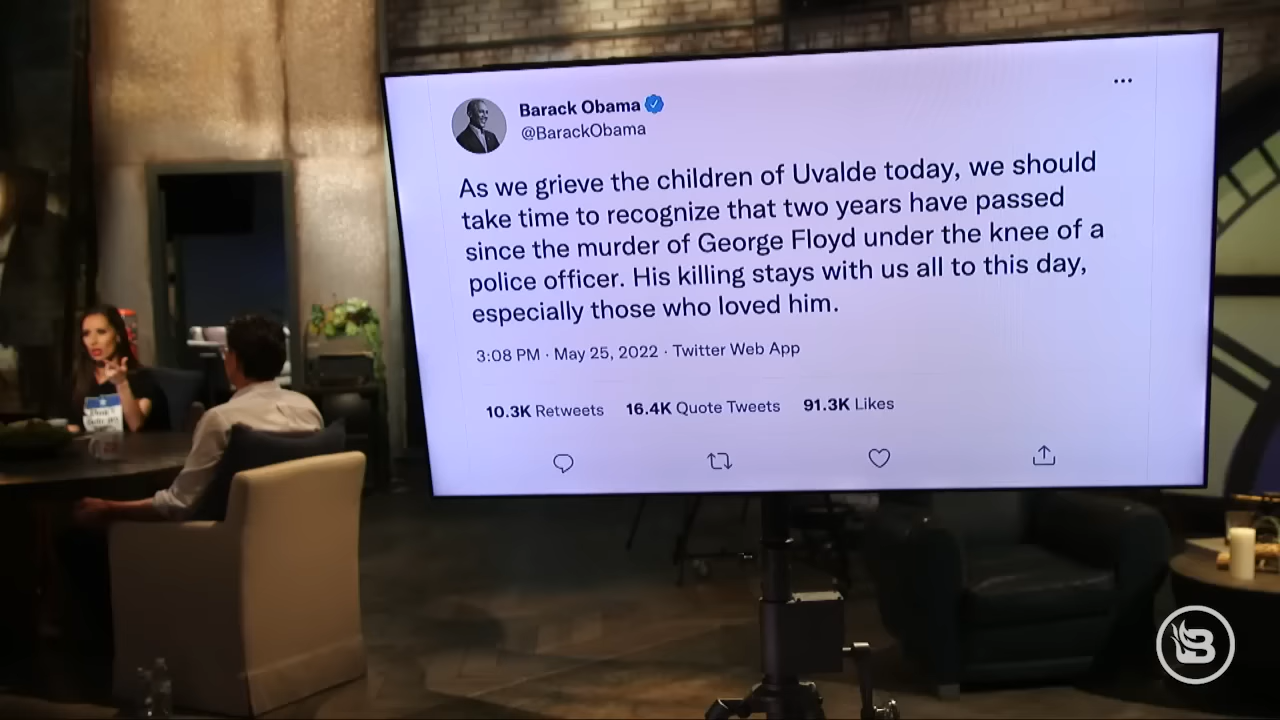 Barack Obama
@BarackObama
As we grieve the children of Uvalde today, we should
take time to recognize that two years have passed
since the murder of George Floyd under the knee of a
police officer. His killing stays with us all to this day,
especially those who loved him.
3:08 PM · May 25, 2022 · Twitter Web App
10.3K Retweets 16.4K Quote Tweets 91.3K Likes
B